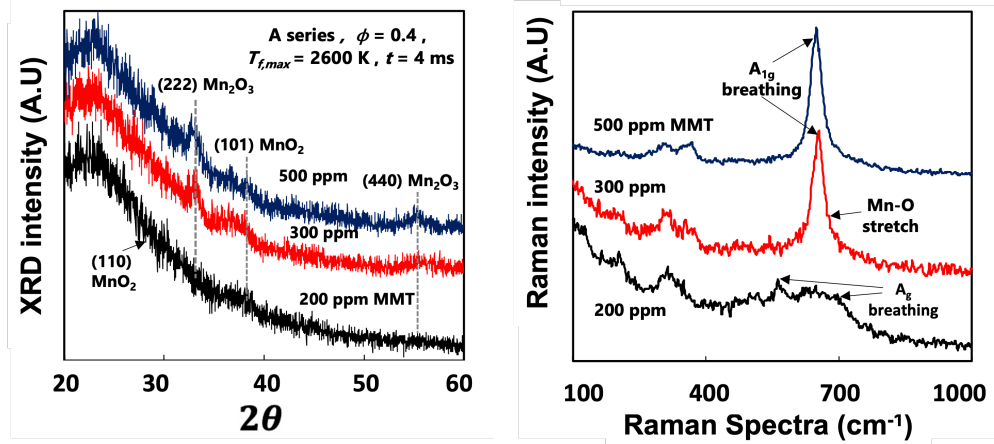 XRD intensity (A.U)
A series , ϕ = 0.4 ,
T_f,max = 2600 K , t = 4 ms
(222) Mn₂O₃
(101) MnO₂
500 ppm
(440) Mn₂O₃
300 ppm
(110)
MnO₂
200 ppm MMT
20 30 40 50 60
2θ
Raman intensity (A.U)
A₁g
breathing
500 ppm MMT
300 ppm
Mn-O
stretch
200 ppm
A_g
breathing
100 400 700 1000
Raman Spectra (cm⁻¹)